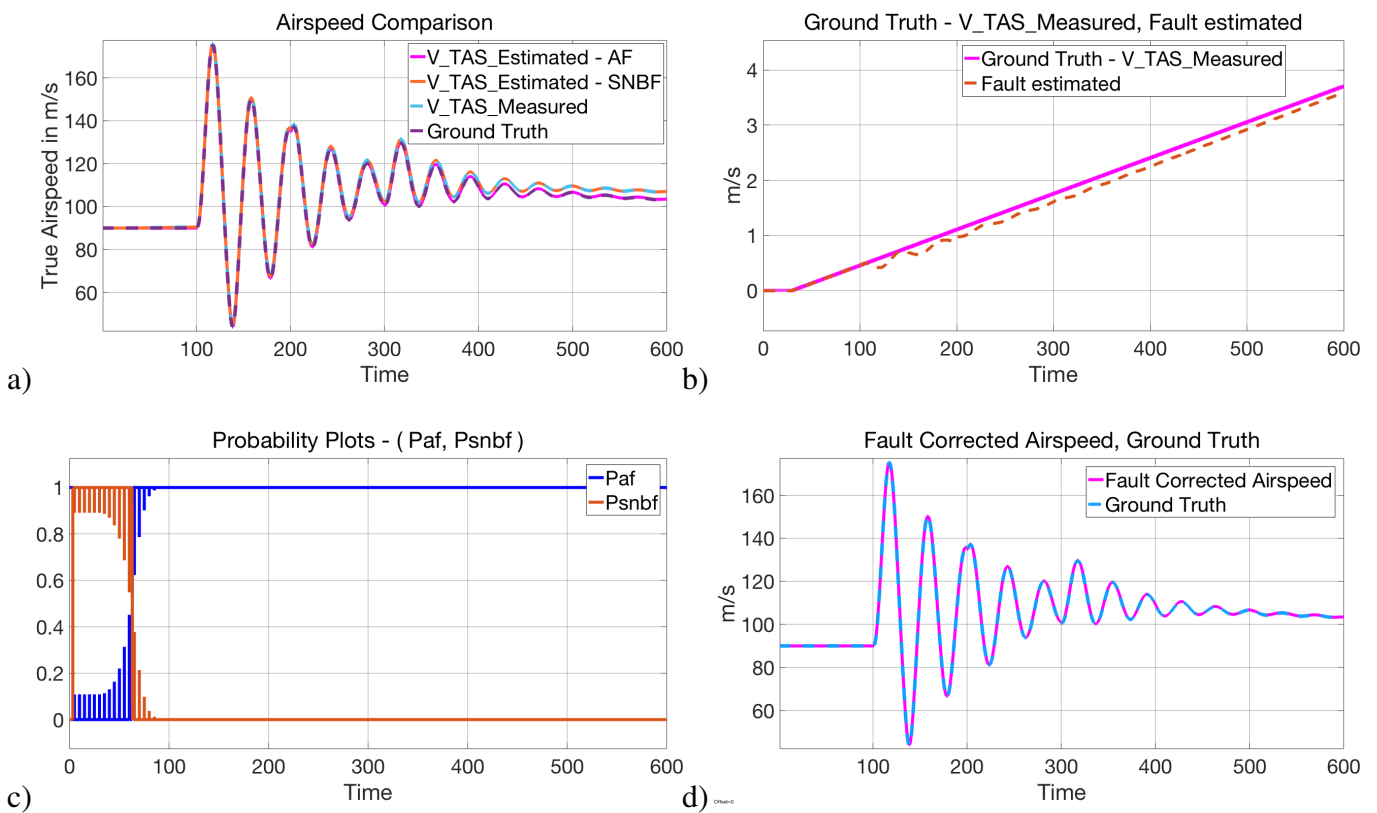 Airspeed Comparison
True Airspeed in m/s
160
140
120
100
80
60
V_TAS_Estimated - AF
V_TAS_Estimated - SNBF
V_TAS_Measured
Ground Truth
100 200 300 400 500 600
Time
a)
Ground Truth - V_TAS_Measured, Fault estimated
m/s
4
3
2
1
0
Ground Truth - V_TAS_Measured
Fault estimated
0 100 200 300 400 500 600
Time
b)
Probability Plots - ( Paf, Psnbf )
1
0.8
0.6
0.4
0.2
0
Paf
Psnbf
0 100 200 300 400 500 600
Time
c)
Fault Corrected Airspeed, Ground Truth
m/s
160
140
120
100
80
60
Fault Corrected Airspeed
Ground Truth
100 200 300 400 500 600
Time
d)
Offset=0